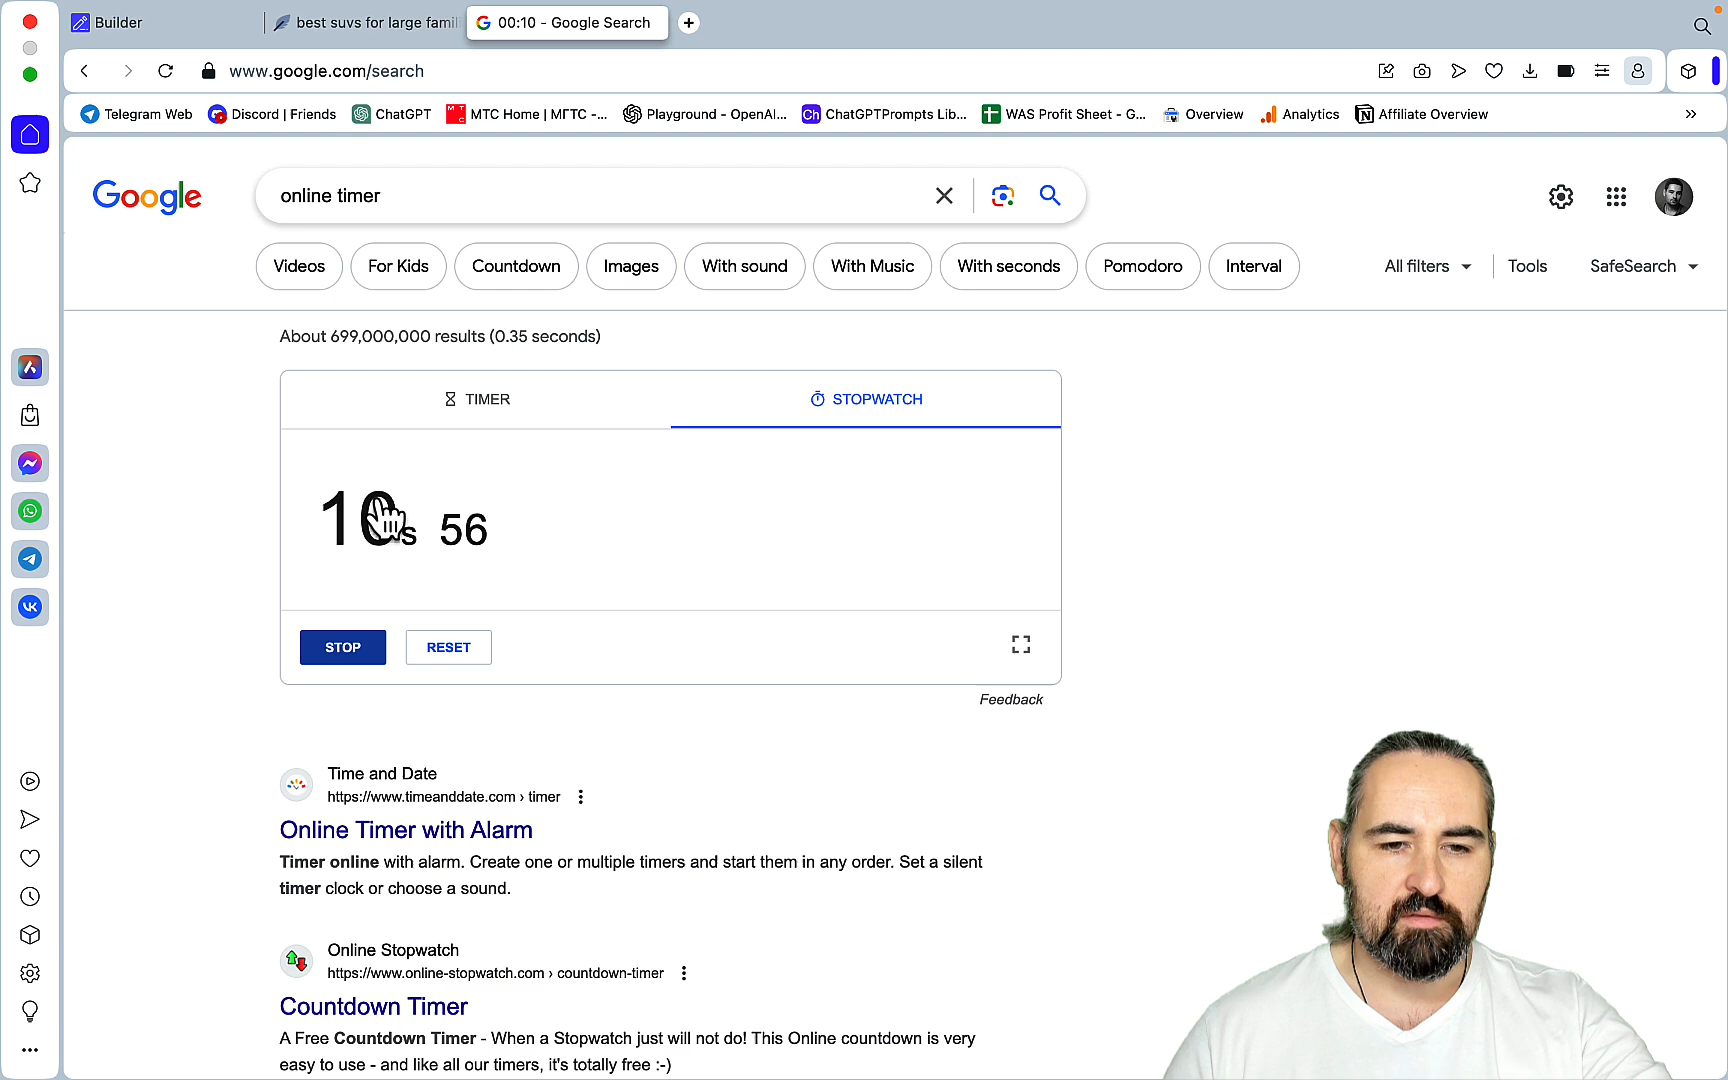 Builder
best suvs for large famil
00:10 - Google Search
www.google.com/search
Telegram Web
Discord | Friends
ChatGPT
МТС Home | МГТС -...
Playground - OpenAI...
Ch ChatGPTPrompts Lib...
WAS Profit Sheet - G...
Overview
Analytics
Affiliate Overview
Google
online timer
Videos
For Kids
Countdown
Images
With sound
With Music
With seconds
Pomodoro
Interval
All filters
Tools
SafeSearch
About 699,000,000 results (0.35 seconds)
TIMER
STOPWATCH
10s 56
STOP
RESET
Feedback
Time and Date
https://www.timeanddate.com › timer
Online Timer with Alarm
Timer online with alarm. Create one or multiple timers and start them in any order. Set a silent
timer clock or choose a sound.
Online Stopwatch
https://www.online-stopwatch.com › countdown-timer
Countdown Timer
A Free Countdown Timer - When a Stopwatch just will not do! This Online countdown is very
easy to use - and like all our timers, it's totally free :-)